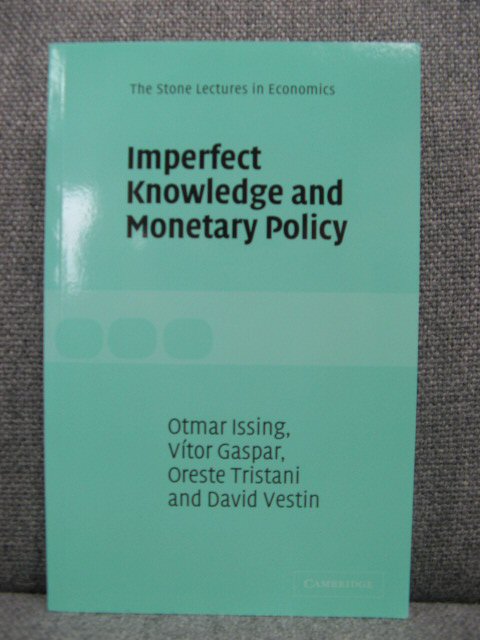 The Stone Lectures in Economics
Imperfect
Knowledge and
Monetary Policy
Otmar Issing,
Vítor Gaspar,
Oreste Tristani
and David Vestin
CAMBRIDGE